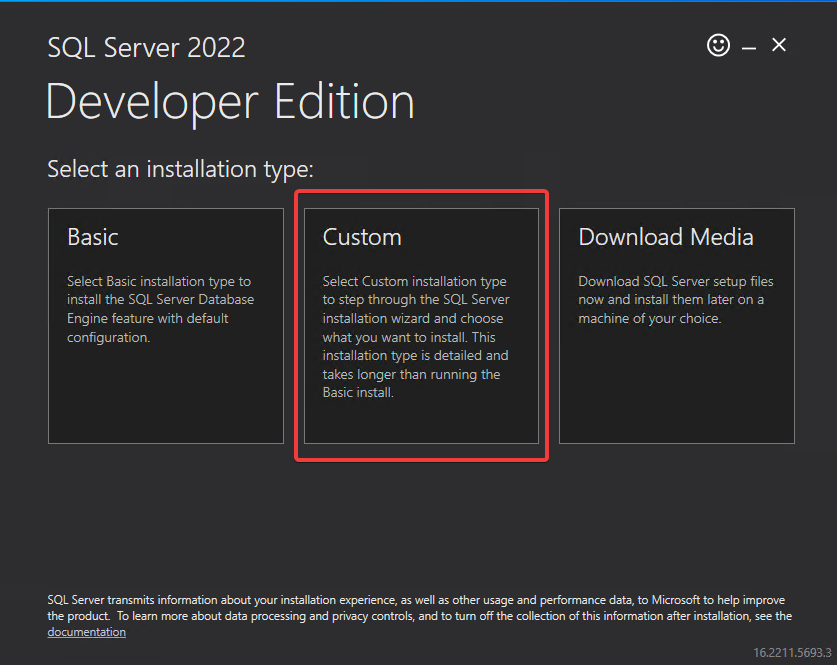 SQL Server 2022
Developer Edition
Select an installation type:
Basic
Select Basic installation type to
install the SQL Server Database
Engine feature with default
configuration.
Custom
Select Custom installation type
to step through the SQL Server
installation wizard and choose
what you want to install. This
installation type is detailed and
takes longer than running the
Basic install.
Download Media
Download SQL Server setup files
now and install them later on a
machine of your choice.
SQL Server transmits information about your installation experience, as well as other usage and performance data, to Microsoft to help improve
the product.  To learn more about data processing and privacy controls, and to turn off the collection of this information after installation, see the
documentation
16.2211.5693.3